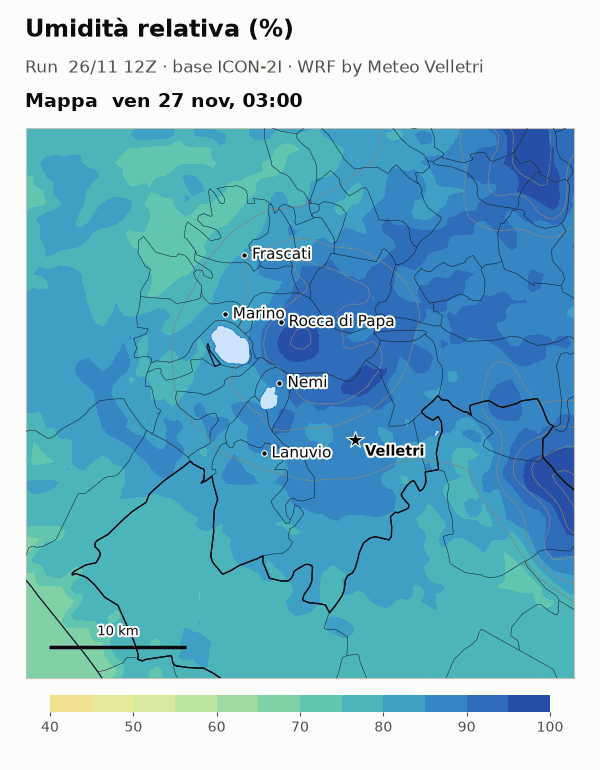 Umidità relativa (%)
Run  26/11 12Z · base ICON-2I · WRF by Meteo Velletri
Mappa  ven 27 nov, 03:00
Frascati
Marino
Rocca di Papa
Nemi
Velletri
Lanuvio
10 km
40 50 60 70 80 90 100